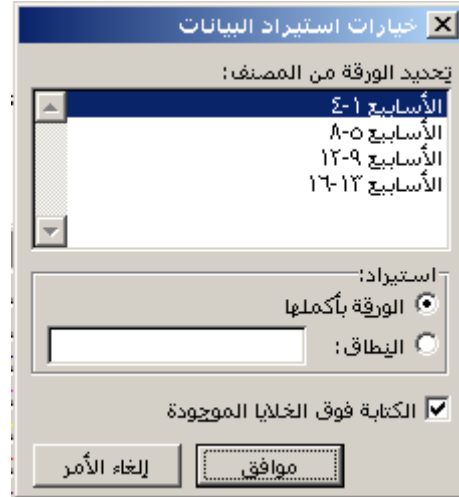 خيارات استيراد البيانات
تحديد الورقة من المصنف:
الأسابيع ١-٤
الأسابيع ٥-٨
الأسابيع ٩-١٢
الأسابيع ١٣-١٦
استيراد:
الورقة بأكملها
النطاق:
الكتابة فوق الخلايا الموجودة
موافق
إلغاء الأمر